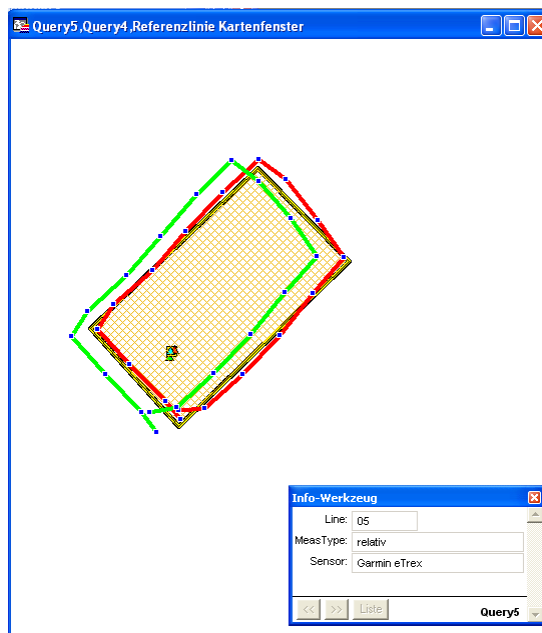 Query5,Query4,Referenzlinie Kartenfenster
Info-Werkzeug
Line: 05
MeasType: relativ
Sensor: Garmin eTrex
<< >> Liste Query5